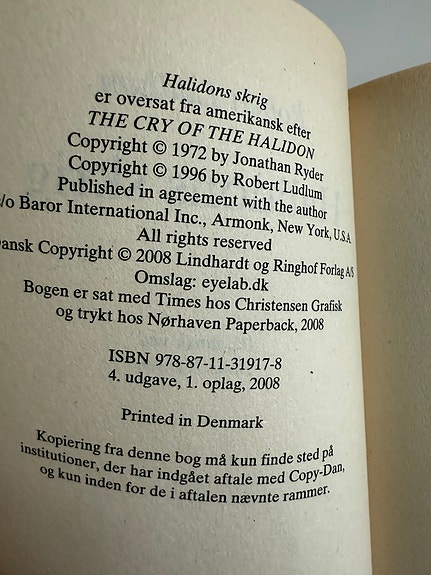 Halidons skrig
er oversat fra amerikansk efter
THE CRY OF THE HALIDON
Copyright © 1972 by Jonathan Ryder
Copyright © 1996 by Robert Ludlum
Published in agreement with the author
c/o Baror International Inc., Armonk, New York, U.S.A.
All rights reserved
Dansk Copyright © 2008 Lindhardt og Ringhof Forlag A/S
Omslag: eyelab.dk
Bogen er sat med Times hos Christensen Grafisk
og trykt hos Nørhaven Paperback, 2008
ISBN 978-87-11-31917-8
4. udgave, 1. oplag, 2008
Printed in Denmark
Kopiering fra denne bog må kun finde sted på
institutioner, der har indgået aftale med Copy-Dan,
og kun inden for de i aftalen nævnte rammer.